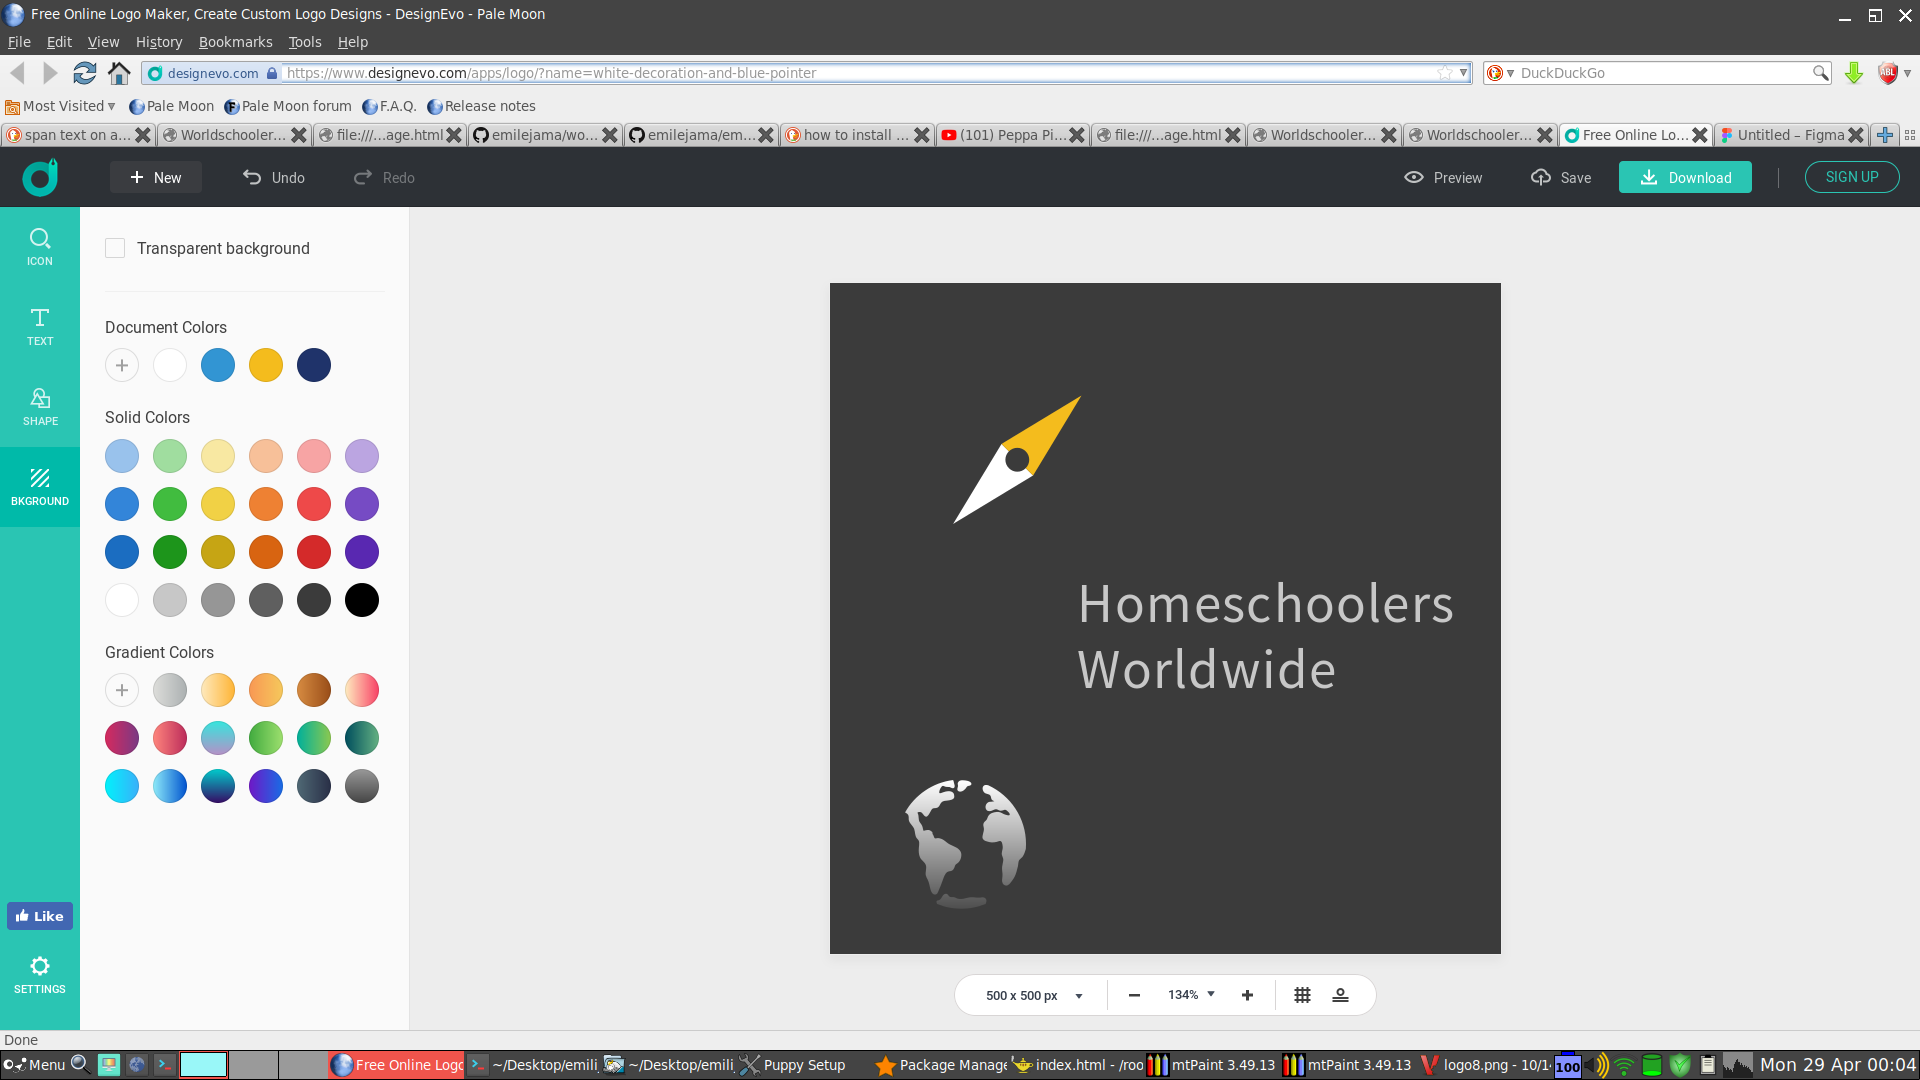 Free Online Logo Maker, Create Custom Logo Designs - DesignEvo - Pale Moon
File Edit View History Bookmarks Tools Help
designevo.com https://www.designevo.com/apps/logo/?name=white-decoration-and-blue-pointer DuckDuckGo ABL
Most Visited Pale Moon Pale Moon forum F.A.Q. Release notes
span text on a... Worldschooler... file:///...age.html emilejama/wo... emilejama/em... how to install ... (101) Peppa Pi... file:///...age.html Worldschooler... Worldschooler... Free Online Lo... Untitled – Figma
New Undo Redo Preview Save Download SIGN UP
ICON
TEXT
SHAPE
BKGROUND
Like
SETTINGS
Transparent background
Document Colors
Solid Colors
Gradient Colors
Homeschoolers
Worldwide
500 x 500 px 134%
Done
Menu Free Online Logo ~/Desktop/emili ~/Desktop/emili Puppy Setup Package Manage index.html - /roo mtPaint 3.49.13 mtPaint 3.49.13 logo8.png - 10/1 100 Mon 29 Apr 00:04